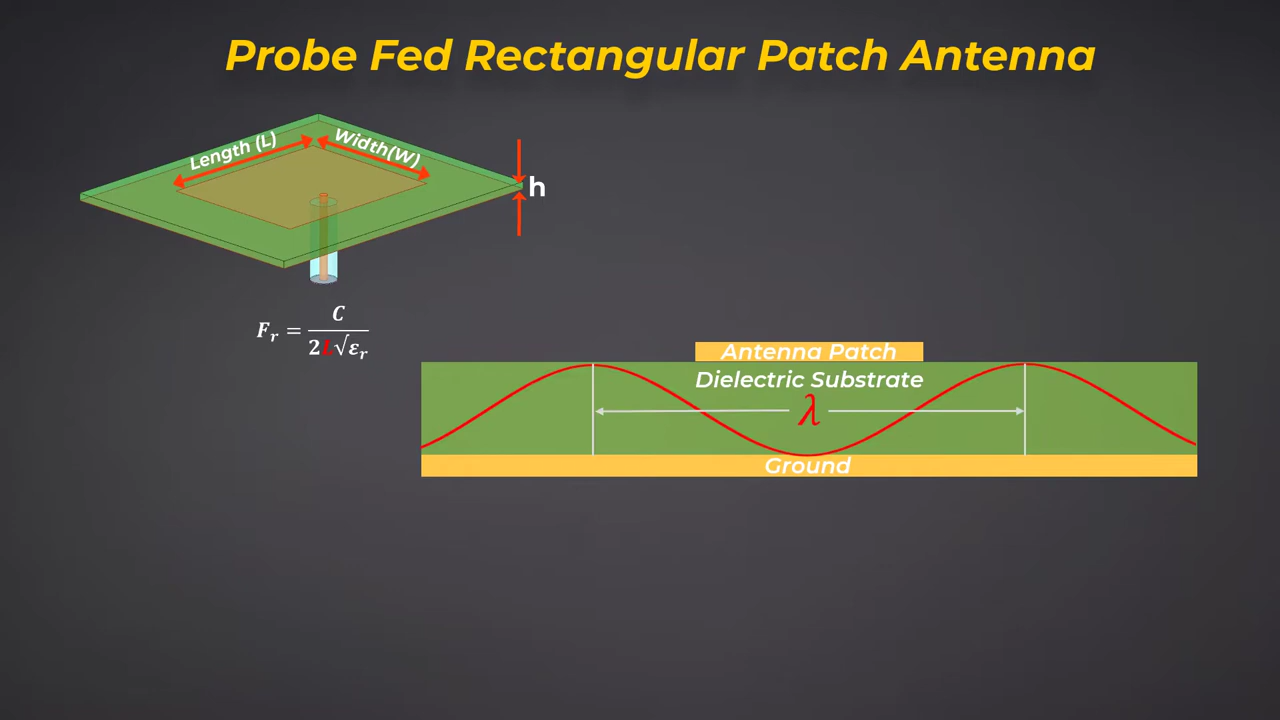 Probe Fed Rectangular Patch Antenna
Length (L)
Width(W)
h
F_r = C / 2L√ε_r
Antenna Patch
Dielectric Substrate
λ
Ground